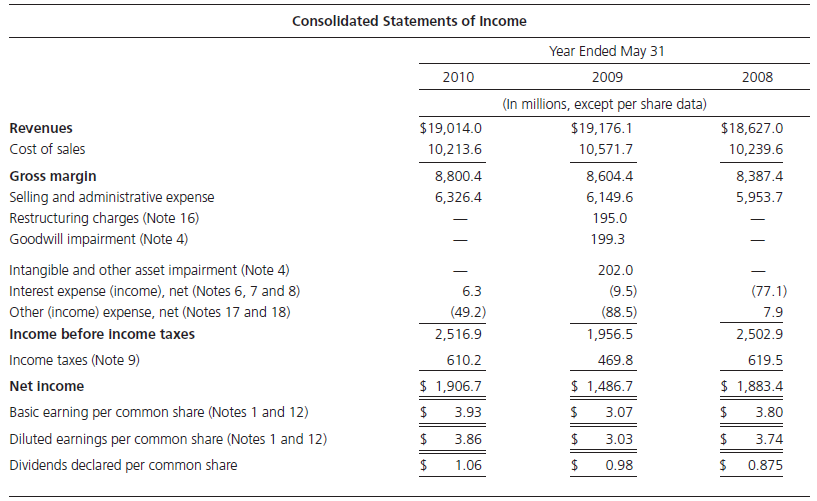 Consolidated Statements of Income
Year Ended May 31
2010 2009 2008
(In millions, except per share data)
Revenues $19,014.0 $19,176.1 $18,627.0
Cost of sales 10,213.6 10,571.7 10,239.6
Gross margin 8,800.4 8,604.4 8,387.4
Selling and administrative expense 6,326.4 6,149.6 5,953.7
Restructuring charges (Note 16) — 195.0 —
Goodwill impairment (Note 4) — 199.3 —
Intangible and other asset impairment (Note 4) — 202.0 —
Interest expense (income), net (Notes 6, 7 and 8) 6.3 (9.5) (77.1)
Other (income) expense, net (Notes 17 and 18) (49.2) (88.5) 7.9
Income before income taxes 2,516.9 1,956.5 2,502.9
Income taxes (Note 9) 610.2 469.8 619.5
Net income $ 1,906.7 $ 1,486.7 $ 1,883.4
Basic earning per common share (Notes 1 and 12) $ 3.93 $ 3.07 $ 3.80
Diluted earnings per common share (Notes 1 and 12) $ 3.86 $ 3.03 $ 3.74
Dividends declared per common share $ 1.06 $ 0.98 $ 0.875